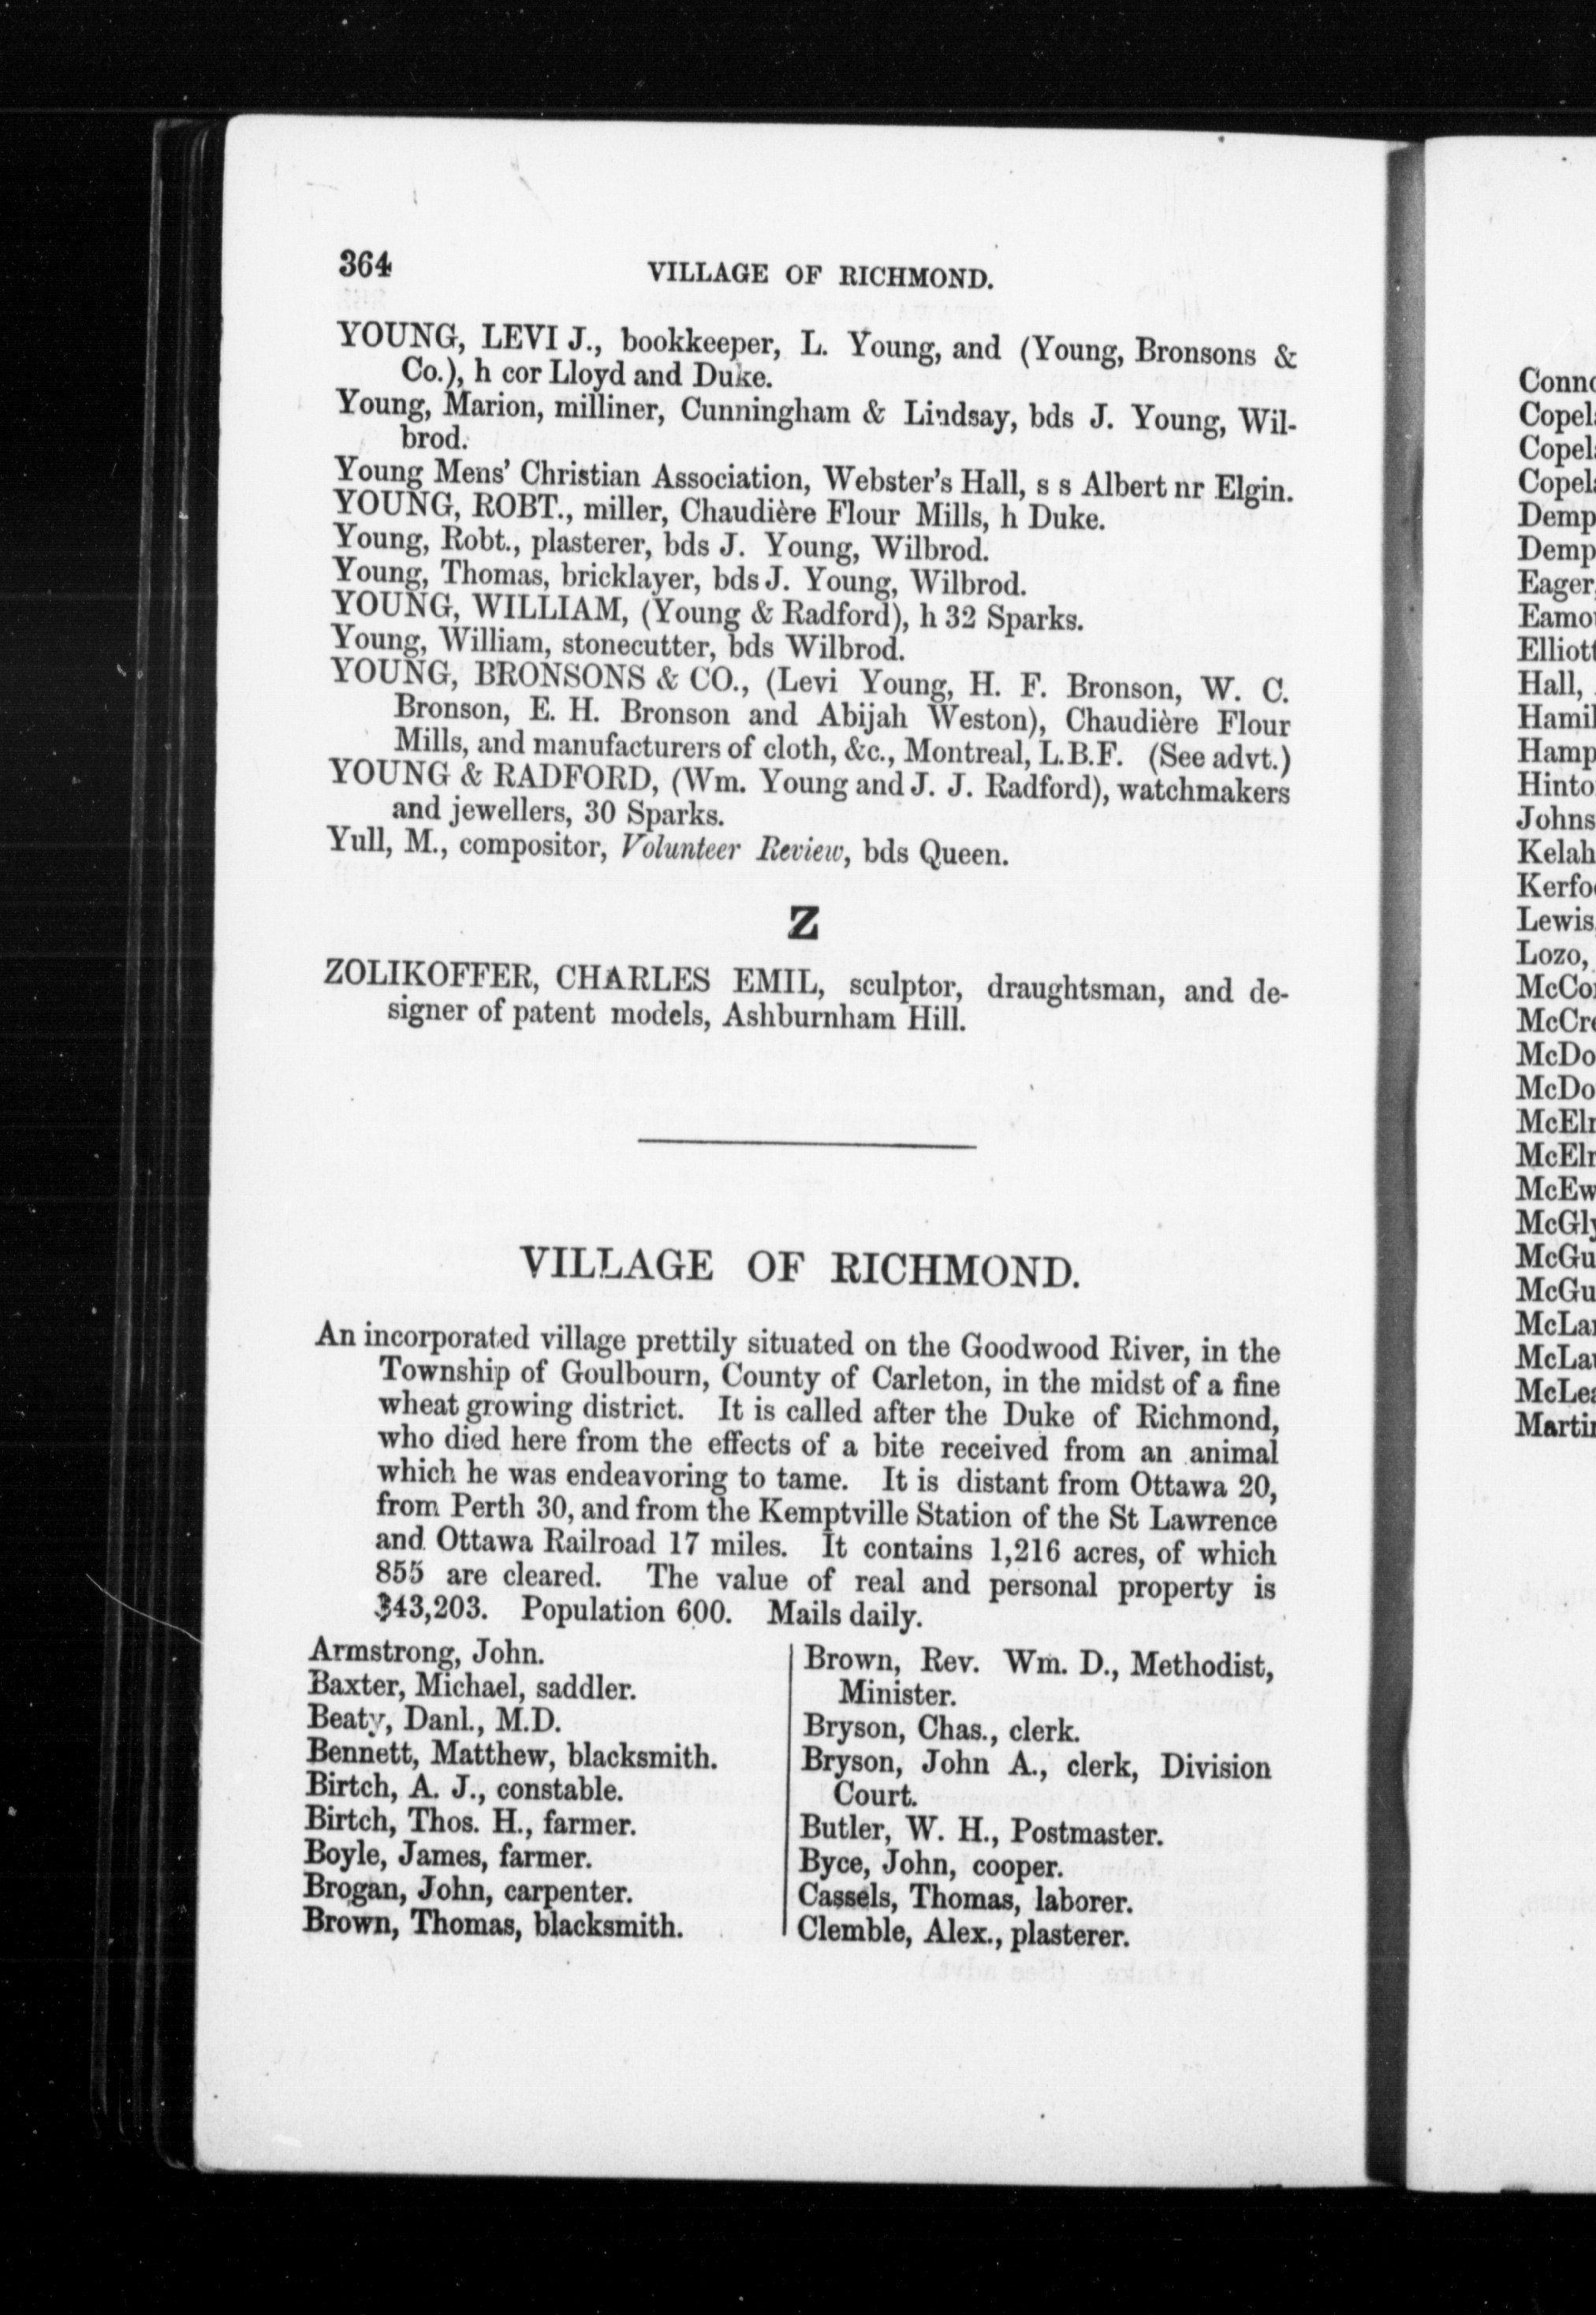 364
VILLAGE OF RICHMOND.
YOUNG, LEVI J., bookkeeper, L. Young, and (Young, Bronsons &
Co.), h cor Lloyd and Duke.
Young, Marion, milliner, Cunningham & Lindsay, bds J. Young, Wil-
brod.
Young Mens' Christian Association, Webster's Hall, s s Albert nr Elgin.
YOUNG, ROBT., miller, Chaudière Flour Mills, h Duke.
Young, Robt., plasterer, bds J. Young, Wilbrod.
Young, Thomas, bricklayer, bds J. Young, Wilbrod.
YOUNG, WILLIAM, (Young & Radford), h 32 Sparks.
Young, William, stonecutter, bds Wilbrod.
YOUNG, BRONSONS & CO., (Levi Young, H. F. Bronson, W. C.
Bronson, E. H. Bronson and Abijah Weston), Chaudière Flour
Mills, and manufacturers of cloth, &c., Montreal, L.B.F. (See advt.)
YOUNG & RADFORD, (Wm. Young and J. J. Radford), watchmakers
and jewellers, 30 Sparks.
Yull, M., compositor, Volunteer Review, bds Queen.
Z
ZOLIKOFFER, CHARLES EMIL, sculptor, draughtsman, and de-
signer of patent models, Ashburnham Hill.
VILLAGE OF RICHMOND.
An incorporated village prettily situated on the Goodwood River, in the
Township of Goulbourn, County of Carleton, in the midst of a fine
wheat growing district. It is called after the Duke of Richmond,
who died here from the effects of a bite received from an animal
which he was endeavoring to tame. It is distant from Ottawa 20,
from Perth 30, and from the Kemptville Station of the St Lawrence
and Ottawa Railroad 17 miles. It contains 1,216 acres, of which
855 are cleared. The value of real and personal property is
$43,203. Population 600. Mails daily.
Armstrong, John.
Baxter, Michael, saddler.
Beaty, Danl., M.D.
Bennett, Matthew, blacksmith.
Birtch, A. J., constable.
Birtch, Thos. H., farmer.
Boyle, James, farmer.
Brogan, John, carpenter.
Brown, Thomas, blacksmith.
Brown, Rev. Wm. D., Methodist,
Minister.
Bryson, Chas., clerk.
Bryson, John A., clerk, Division
Court.
Butler, W. H., Postmaster.
Byce, John, cooper.
Cassels, Thomas, laborer.
Clemble, Alex., plasterer.
Conn
Copel
Copel
Copel
Demp
Demp
Eager,
Eamo
Elliott
Hall,
Hamil
Hamp
Hinto
Johns
Kelah
Kerfo
Lewis
Lozo,
McCo
McCr
McDo
McDo
McEl
McEl
McEw
McGl
McGu
McGu
McLa
McLa
McLe
Marti